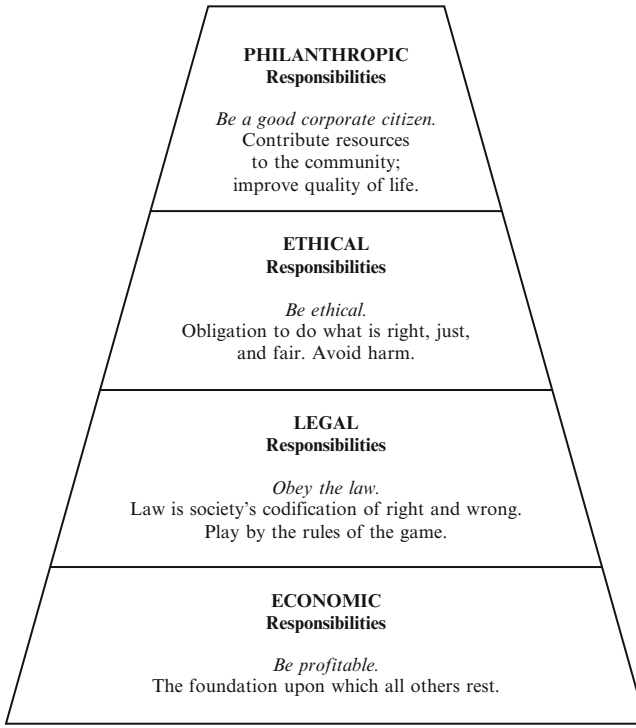 PHILANTHROPIC
Responsibilities
Be a good corporate citizen.
Contribute resources
to the community;
improve quality of life.
ETHICAL
Responsibilities
Be ethical.
Obligation to do what is right, just,
and fair. Avoid harm.
LEGAL
Responsibilities
Obey the law.
Law is society’s codification of right and wrong.
Play by the rules of the game.
ECONOMIC
Responsibilities
Be profitable.
The foundation upon which all others rest.